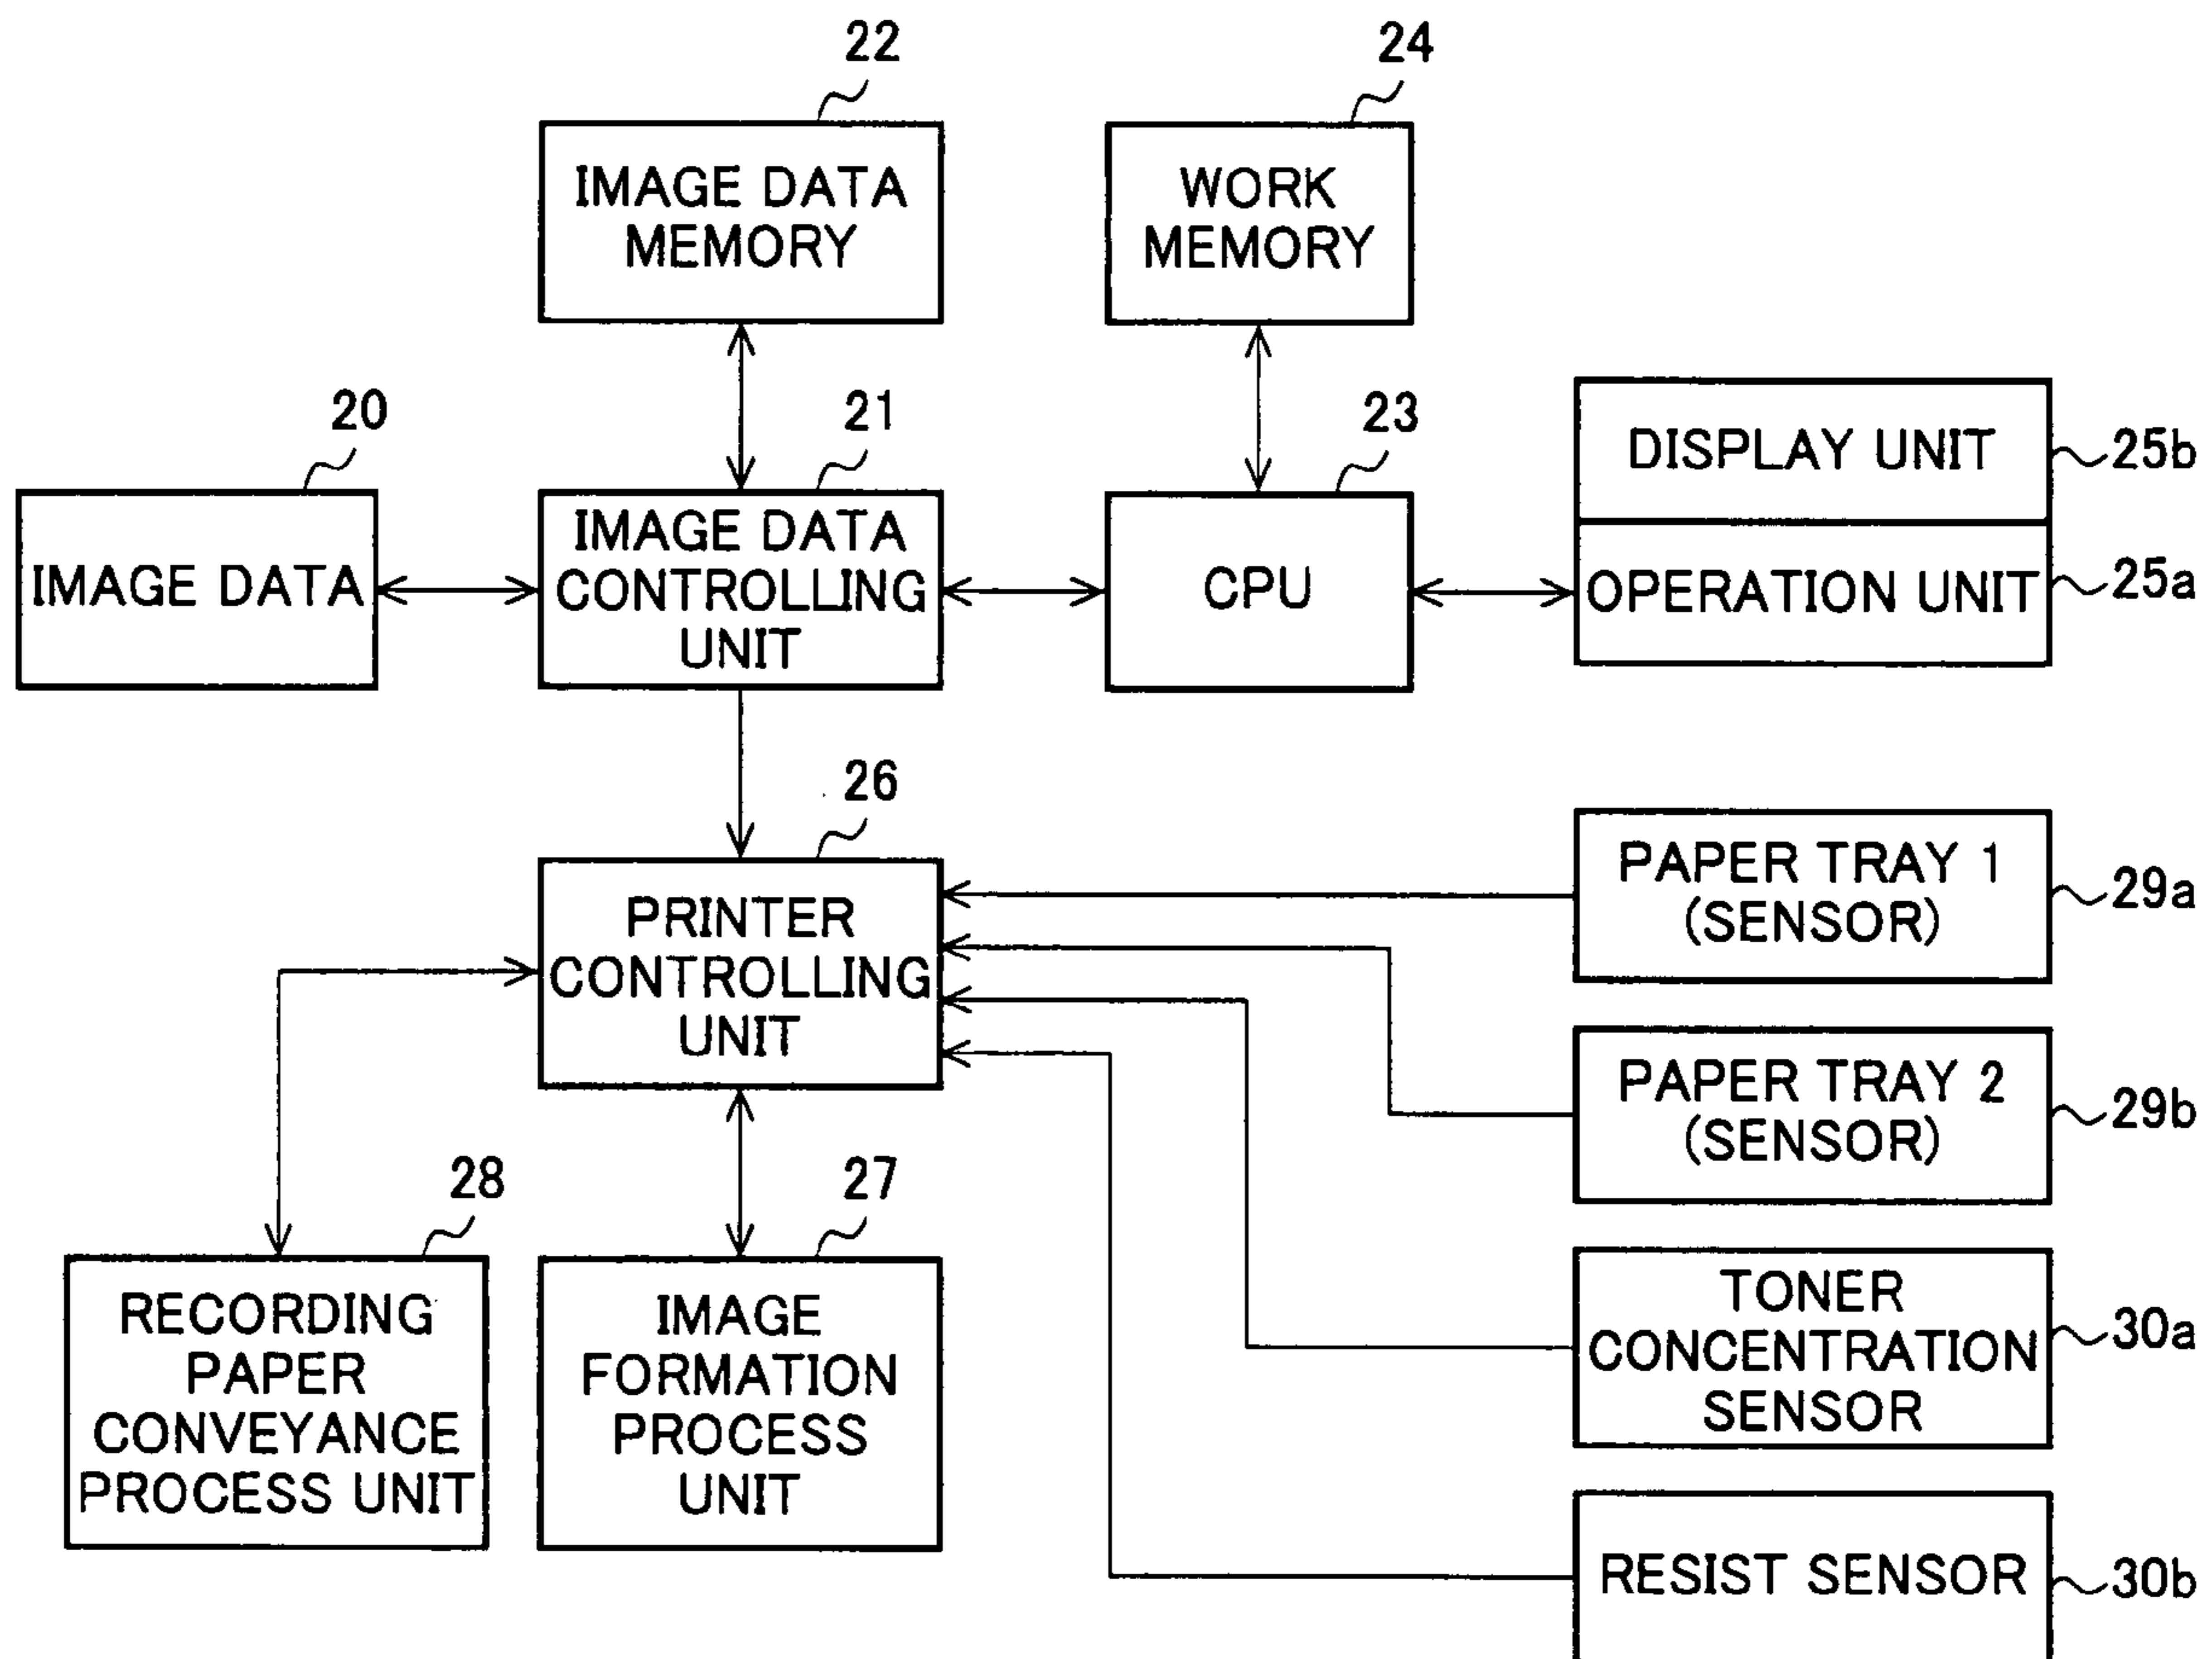 22
24
IMAGE DATA
MEMORY
WORK
MEMORY
20
21
23
IMAGE DATA
IMAGE DATA
CONTROLLING
UNIT
CPU
DISPLAY UNIT
25b
OPERATION UNIT
25a
26
PRINTER
CONTROLLING
UNIT
PAPER TRAY 1
(SENSOR)
29a
PAPER TRAY 2
(SENSOR)
29b
28
27
RECORDING
PAPER
CONVEYANCE
PROCESS UNIT
IMAGE
FORMATION
PROCESS
UNIT
TONER
CONCENTRATION
SENSOR
30a
RESIST SENSOR
30b